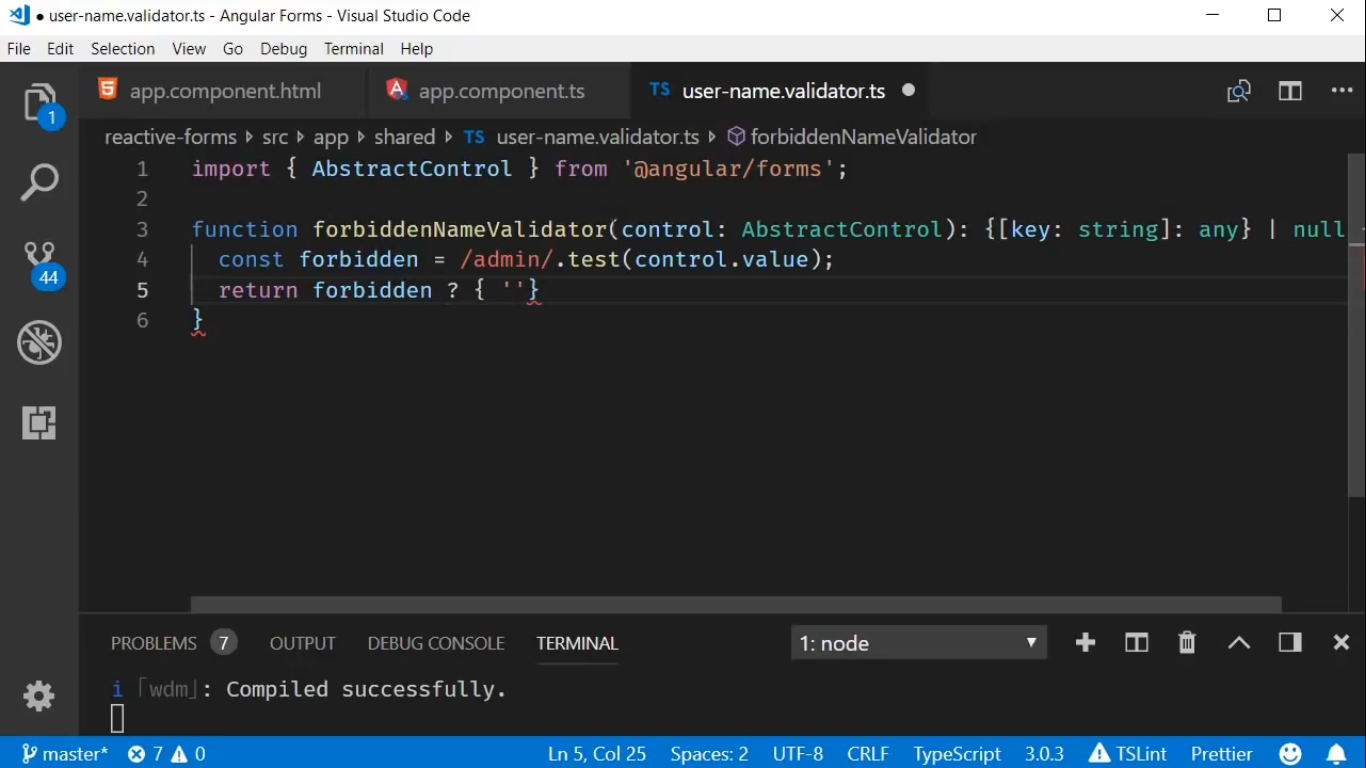 ● user-name.validator.ts - Angular Forms - Visual Studio Code
File Edit Selection View Go Debug Terminal Help
app.component.html app.component.ts TS user-name.validator.ts ●
1
reactive-forms src app shared TS user-name.validator.ts forbiddenNameValidator
1 import { AbstractControl } from '@angular/forms';
2
3 function forbiddenNameValidator(control: AbstractControl): {[key: string]: any} | null
4 const forbidden = /admin/.test(control.value);
44
5 return forbidden ? { ''}
6 }
PROBLEMS 7 OUTPUT DEBUG CONSOLE TERMINAL 1: node
i ｢wdm｣: Compiled successfully.
master* 7 0 Ln 5, Col 25 Spaces: 2 UTF-8 CRLF TypeScript 3.0.3 TSLint Prettier